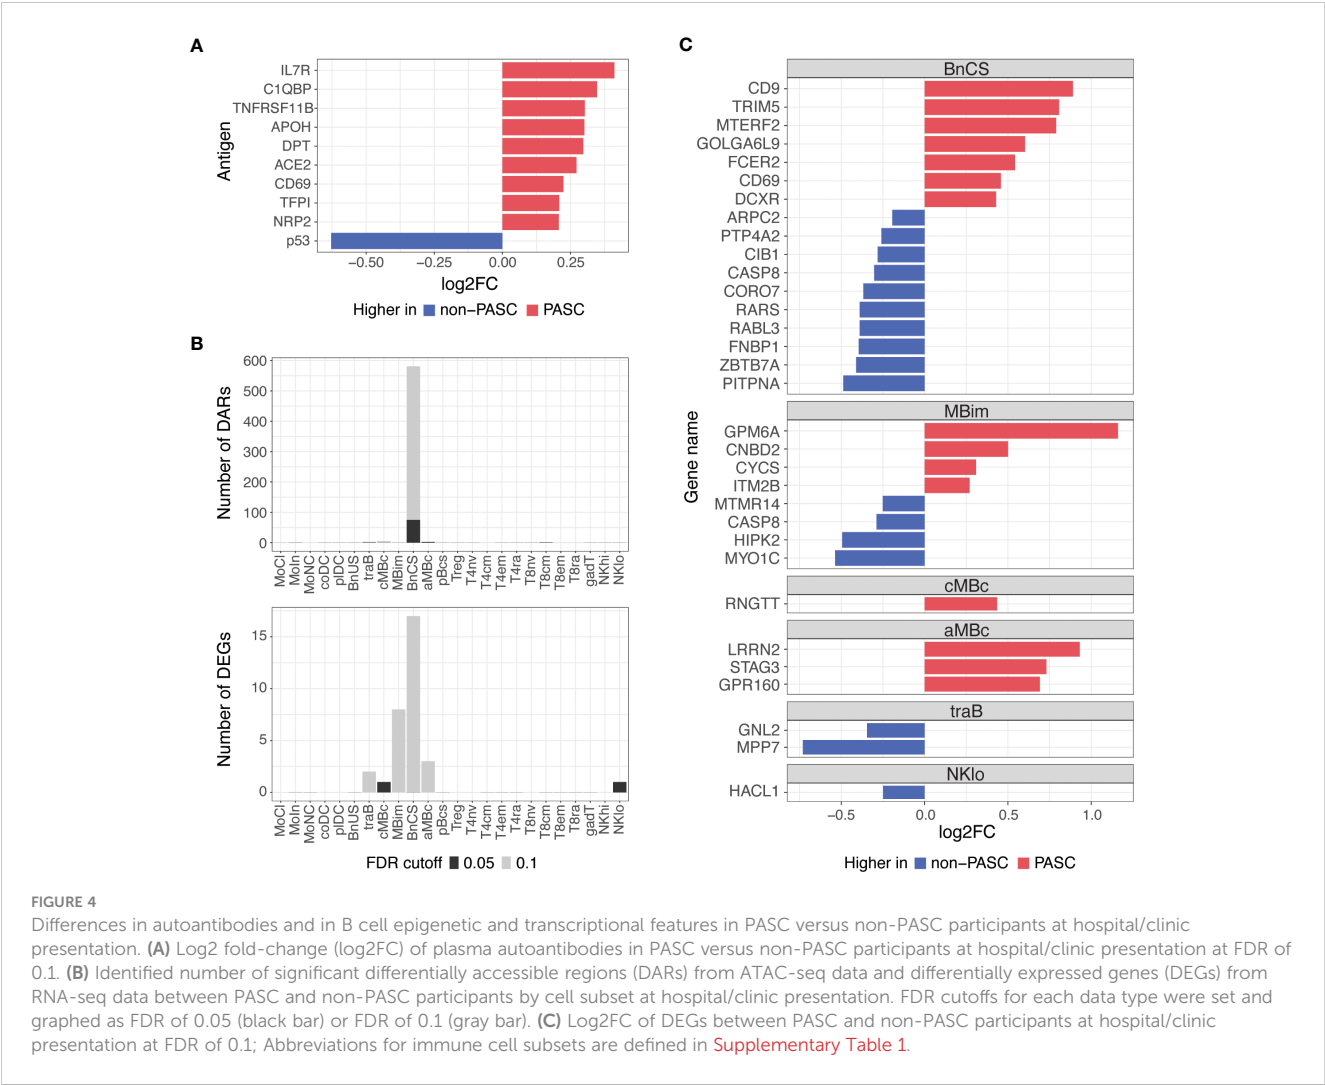 A
IL7R
C1QBP
TNFRSF11B
APOH
DPT
ACE2
CD69
TFPI
NRP2
p53
Antigen
−0.50 −0.25 0.00 0.25
log2FC
Higher in non−PASC PASC
B
600
500
400
300
200
100
0
Number of DARs
MoCl MoIn MoNC coDC plDC BnUS traB cMBc MBim BnCS aMBc pBcs Treg T4nv T4cm T4em T4ra T8nv T8cm T8em T8ra gadT NKhi NKlo
15
10
5
0
Number of DEGs
MoCl MoIn MoNC coDC plDC BnUS traB cMBc MBim BnCS aMBc pBcs Treg T4nv T4cm T4em T4ra T8nv T8cm T8em T8ra gadT NKhi NKlo
FDR cutoff 0.05 0.1
C
BnCS
CD9
TRIM5
MTERF2
GOLGA6L9
FCER2
CD69
DCXR
ARPC2
PTP4A2
CIB1
CASP8
CORO7
RARS
RABL3
FNBP1
ZBTB7A
PITPNA
MBim
GPM6A
CNBD2
CYCS
ITM2B
MTMR14
CASP8
HIPK2
MYO1C
cMBc
RNGTT
aMBc
LRRN2
STAG3
GPR160
traB
GNL2
MPP7
NKlo
HACL1
Gene name
−0.5 0.0 0.5 1.0
log2FC
Higher in non−PASC PASC
FIGURE 4
Differences in autoantibodies and in B cell epigenetic and transcriptional features in PASC versus non-PASC participants at hospital/clinic
presentation. (A) Log2 fold-change (log2FC) of plasma autoantibodies in PASC versus non-PASC participants at hospital/clinic presentation at FDR of
0.1. (B) Identified number of significant differentially accessible regions (DARs) from ATAC-seq data and differentially expressed genes (DEGs) from
RNA-seq data between PASC and non-PASC participants by cell subset at hospital/clinic presentation. FDR cutoffs for each data type were set and
graphed as FDR of 0.05 (black bar) or FDR of 0.1 (gray bar). (C) Log2FC of DEGs between PASC and non-PASC participants at hospital/clinic
presentation at FDR of 0.1; Abbreviations for immune cell subsets are defined in Supplementary Table 1.